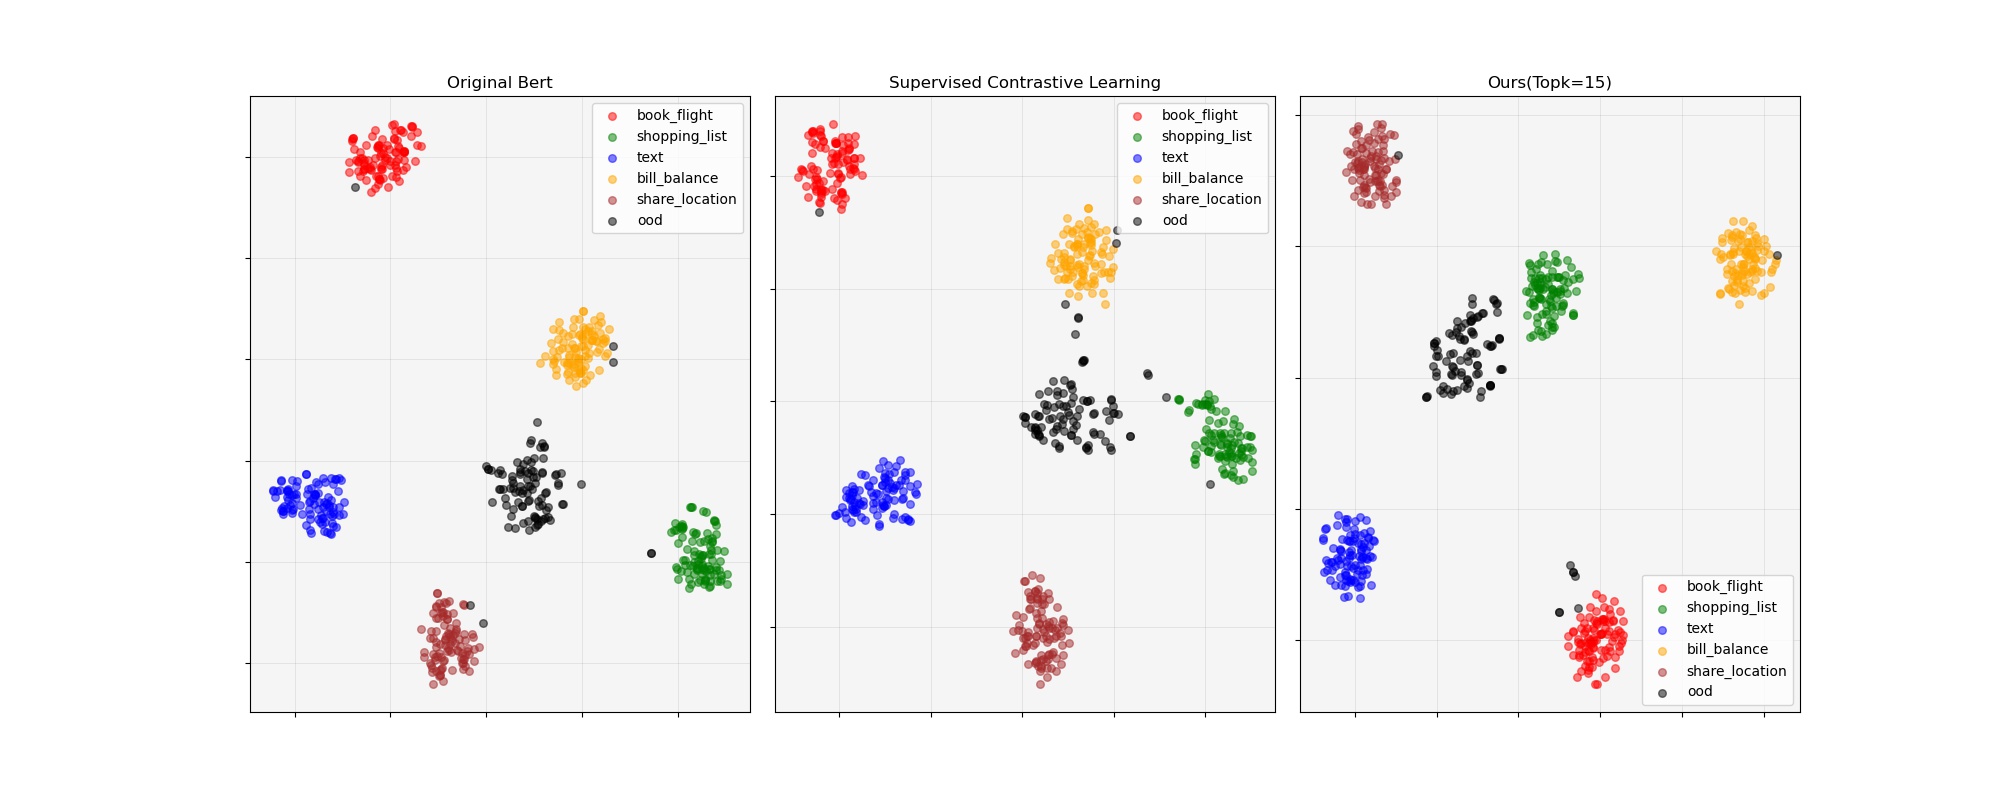 Original Bert
book_flight
shopping_list
text
bill_balance
share_location
ood
Supervised Contrastive Learning
book_flight
shopping_list
text
bill_balance
share_location
ood
Ours(Topk=15)
book_flight
shopping_list
text
bill_balance
share_location
ood